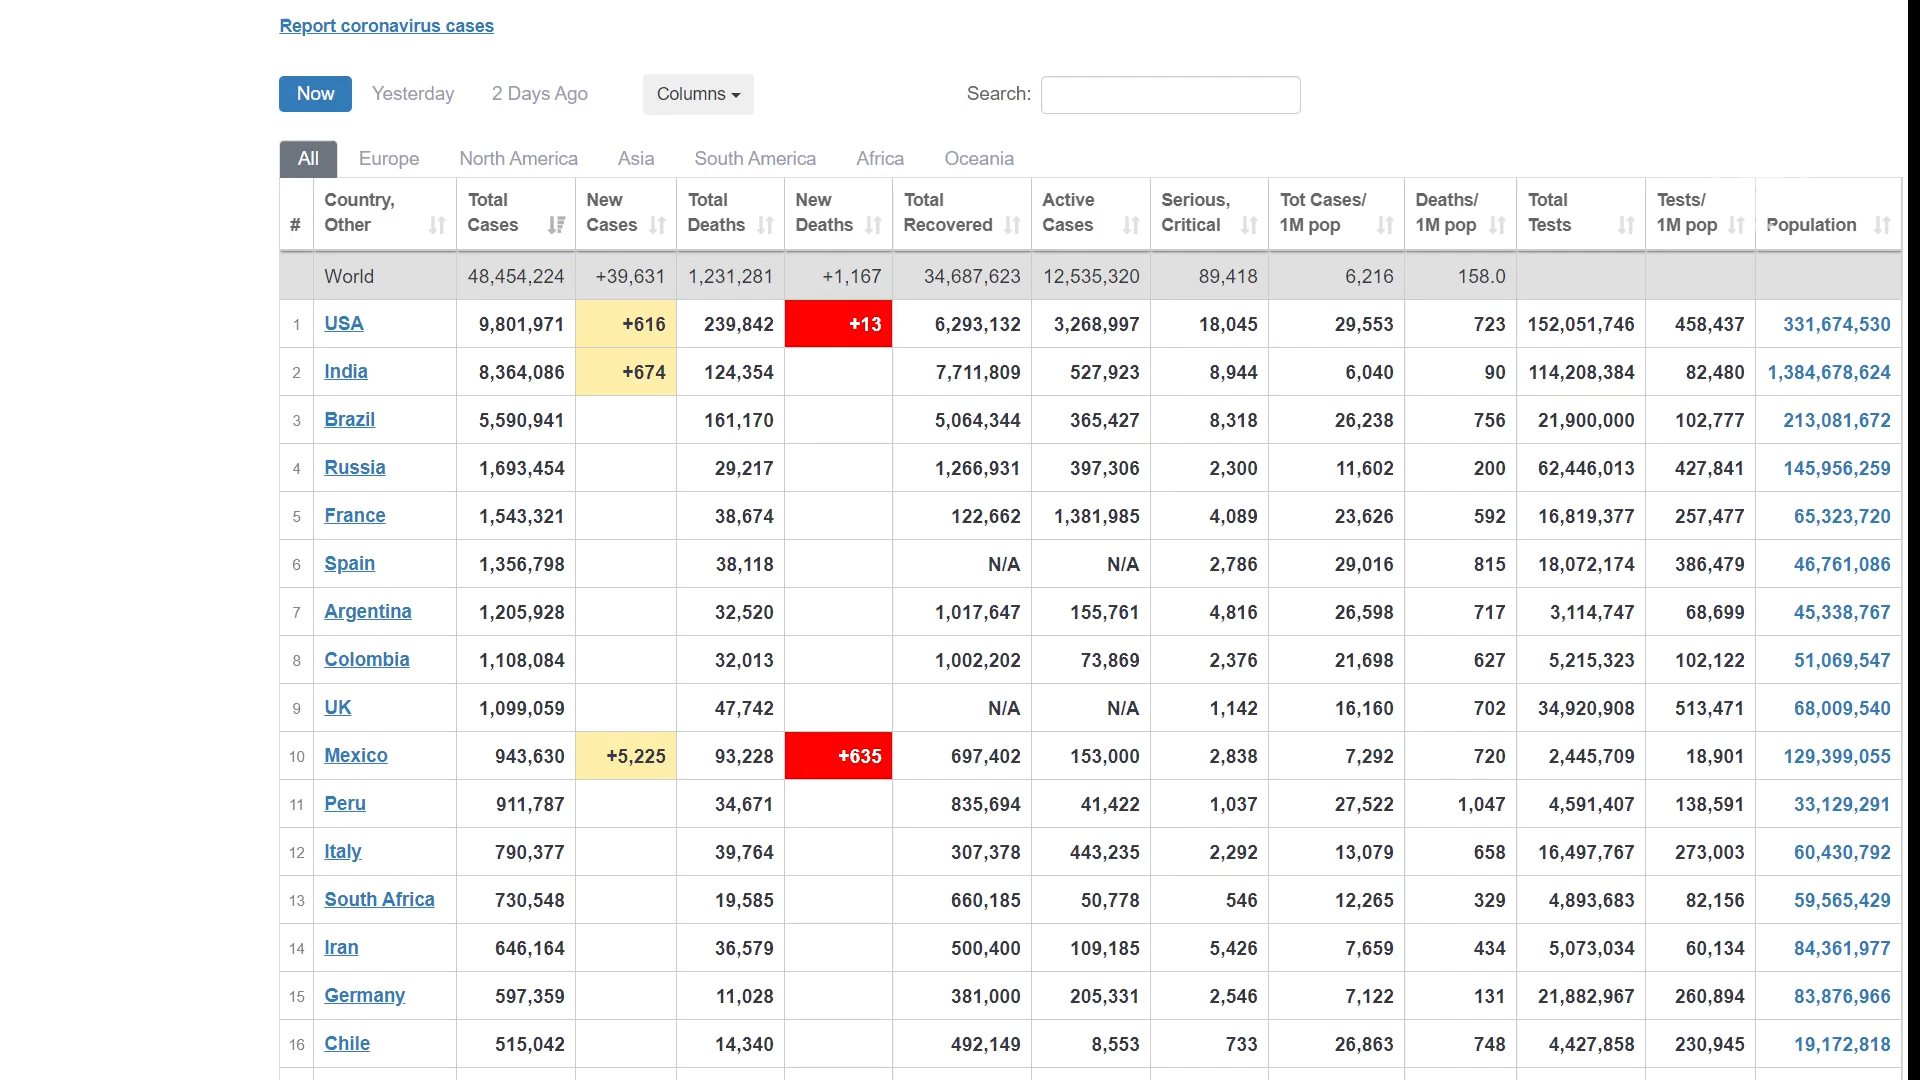 Report coronavirus cases
Now Yesterday 2 Days Ago Columns Search:
All Europe North America Asia South America Africa Oceania
# Country, Other Total Cases New Cases Total Deaths New Deaths Total Recovered Active Cases Serious, Critical Tot Cases/ 1M pop Deaths/ 1M pop Total Tests Tests/ 1M pop Population
World 48,454,224 +39,631 1,231,281 +1,167 34,687,623 12,535,320 89,418 6,216 158.0
1 USA 9,801,971 +616 239,842 +13 6,293,132 3,268,997 18,045 29,553 723 152,051,746 458,437 331,674,530
2 India 8,364,086 +674 124,354 7,711,809 527,923 8,944 6,040 90 114,208,384 82,480 1,384,678,624
3 Brazil 5,590,941 161,170 5,064,344 365,427 8,318 26,238 756 21,900,000 102,777 213,081,672
4 Russia 1,693,454 29,217 1,266,931 397,306 2,300 11,602 200 62,446,013 427,841 145,956,259
5 France 1,543,321 38,674 122,662 1,381,985 4,089 23,626 592 16,819,377 257,477 65,323,720
6 Spain 1,356,798 38,118 N/A N/A 2,786 29,016 815 18,072,174 386,479 46,761,086
7 Argentina 1,205,928 32,520 1,017,647 155,761 4,816 26,598 717 3,114,747 68,699 45,338,767
8 Colombia 1,108,084 32,013 1,002,202 73,869 2,376 21,698 627 5,215,323 102,122 51,069,547
9 UK 1,099,059 47,742 N/A N/A 1,142 16,160 702 34,920,908 513,471 68,009,540
10 Mexico 943,630 +5,225 93,228 +635 697,402 153,000 2,838 7,292 720 2,445,709 18,901 129,399,055
11 Peru 911,787 34,671 835,694 41,422 1,037 27,522 1,047 4,591,407 138,591 33,129,291
12 Italy 790,377 39,764 307,378 443,235 2,292 13,079 658 16,497,767 273,003 60,430,792
13 South Africa 730,548 19,585 660,185 50,778 546 12,265 329 4,893,683 82,156 59,565,429
14 Iran 646,164 36,579 500,400 109,185 5,426 7,659 434 5,073,034 60,134 84,361,977
15 Germany 597,359 11,028 381,000 205,331 2,546 7,122 131 21,882,967 260,894 83,876,966
16 Chile 515,042 14,340 492,149 8,553 733 26,863 748 4,427,858 230,945 19,172,818